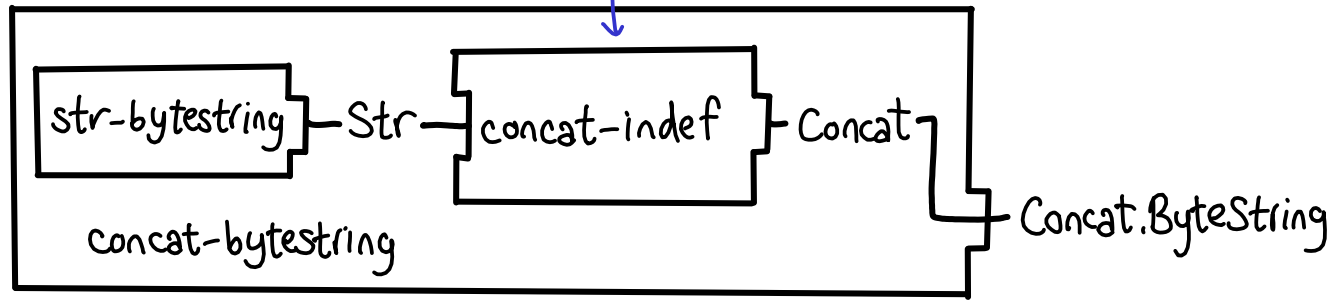 str-bytestring
Str
concat-indef
Concat
Concat.ByteString
concat-bytestring